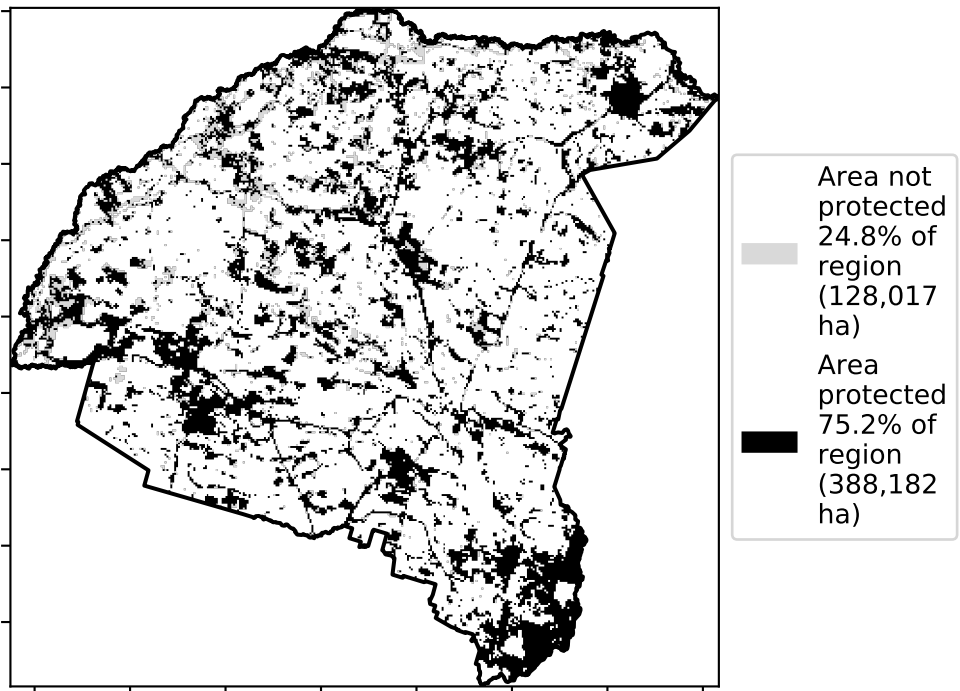 Area not
protected
24.8% of
region
(128,017
ha)
Area
protected
75.2% of
region
(388,182
ha)